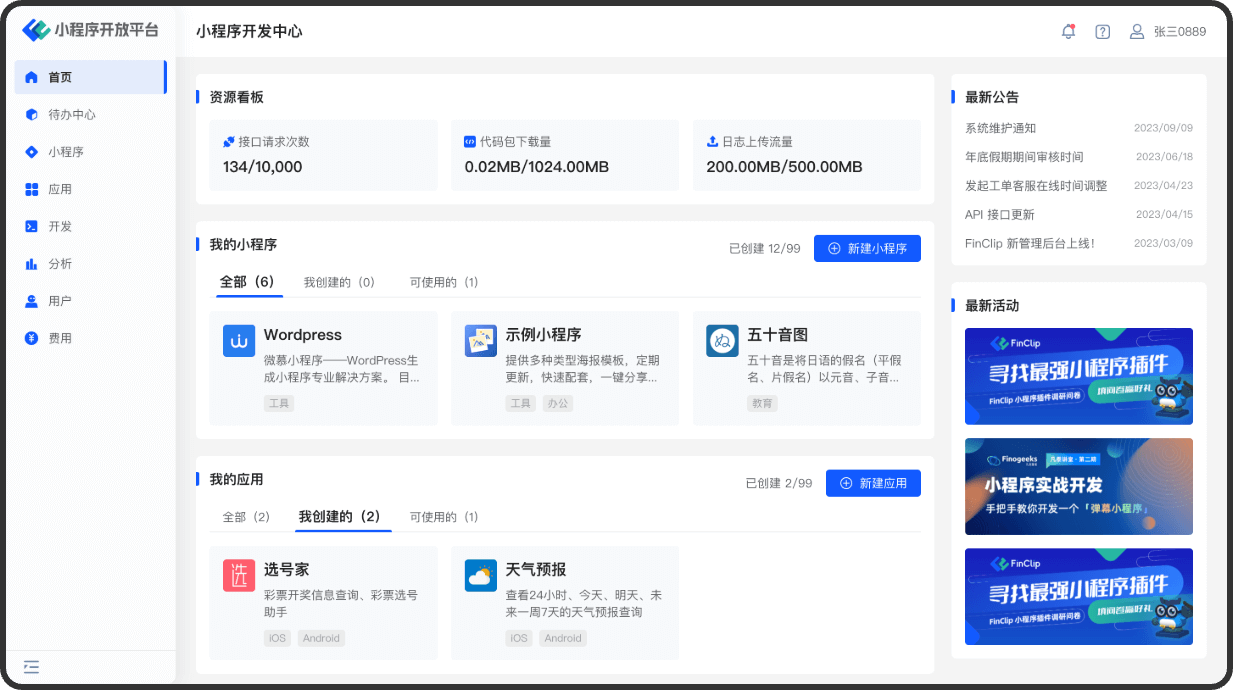 小程序开放平台
小程序开发中心
张三0889
首页
待办中心
小程序
应用
开发
分析
用户
费用
资源看板
接口请求次数
134/10,000
代码包下载量
0.02MB/1024.00MB
日志上传流量
200.00MB/500.00MB
我的小程序
已创建 12/99
新建小程序
全部（6）
我创建的（0）
可使用的（1）
Wordpress
微慕小程序——WordPress生
成小程序专业解决方案。 目...
工具
示例小程序
提供多种类型海报模板，定期
更新，快速配套，一键分享...
工具
办公
五十音图
五十音是将日语的假名（平假
名、片假名）以元音、子音...
教育
我的应用
已创建 2/99
新建应用
全部（2）
我创建的（2）
可使用的（1）
选
选号家
彩票开奖信息查询、彩票选号
助手
iOS
Android
天气预报
查看24小时、今天、明天、未
来一周7天的天气预报查询
iOS
Android
最新公告
系统维护通知
2023/09/09
年底假期期间审核时间
2023/06/18
发起工单客服在线时间调整
2023/04/23
API 接口更新
2023/04/15
FinClip 新管理后台上线！
2023/03/09
最新活动
FinClip
寻找最强小程序插件
FinClip 小程序插件调研问卷
填问卷赢好礼
Finogeeks
凡泰讲堂 · 第二期
小程序实战开发
手把手教你开发一个「弹幕小程序」
FinClip
寻找最强小程序插件
FinClip 小程序插件调研问卷
填问卷赢好礼